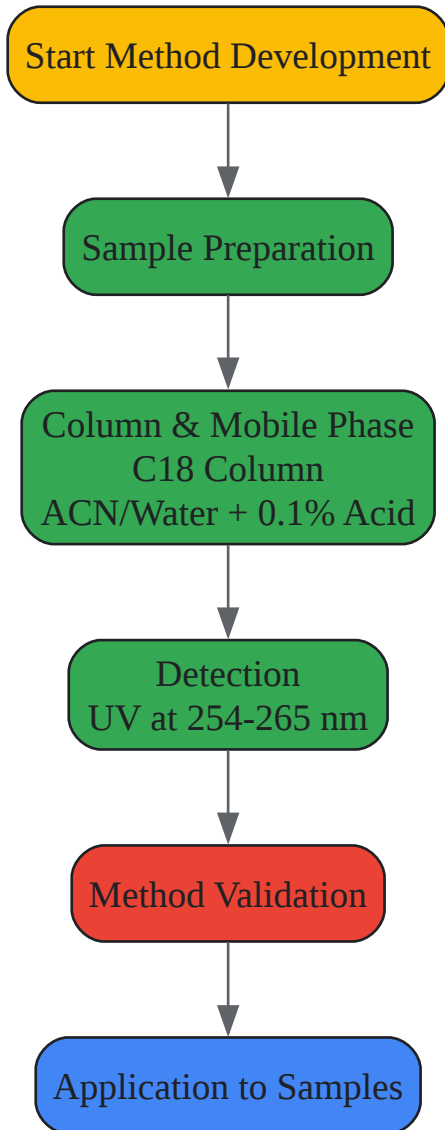 Start Method Development
Sample Preparation
Column & Mobile Phase
C18 Column
ACN/Water + 0.1% Acid
Detection
UV at 254-265 nm
Method Validation
Application to Samples